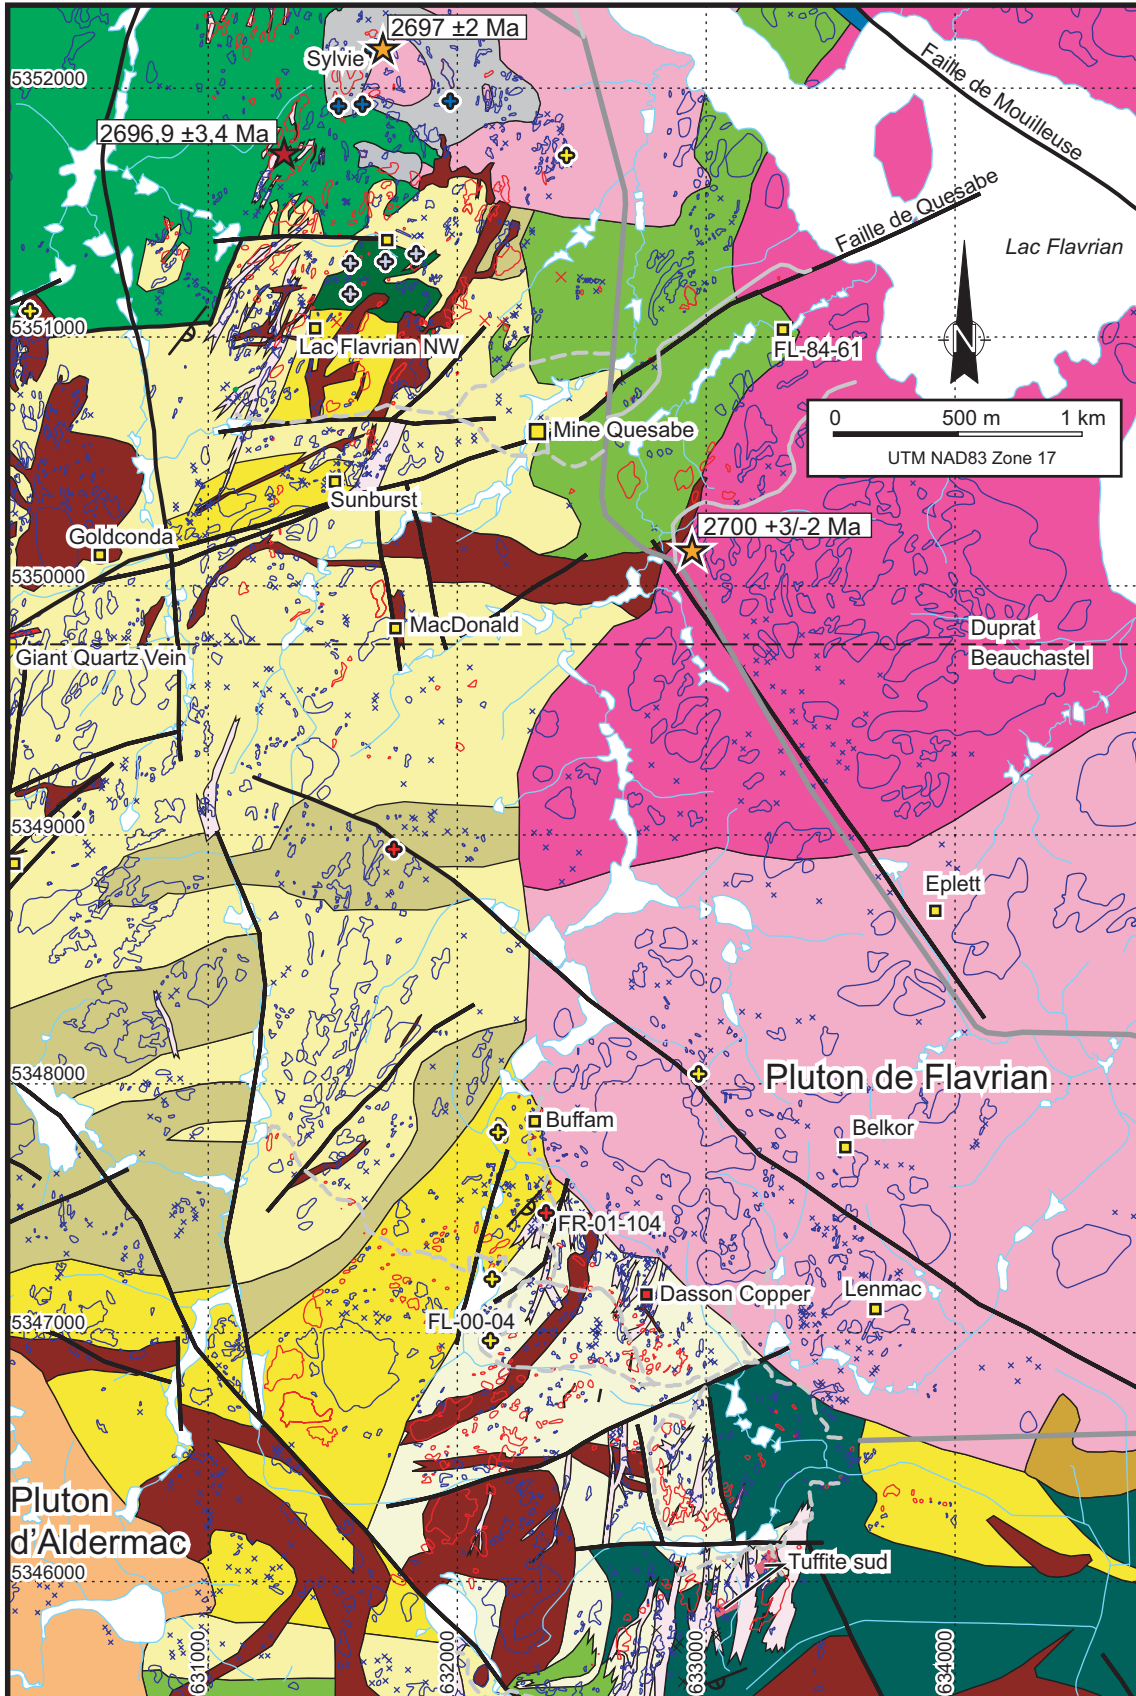 2697 ±2 Ma
Sylvie
Faille de Mouilleuse
5352000
2696,9 ±3,4 Ma
Faille de Quesabe
Lac Flavrian
5351000
Lac Flavrian NW
FL-84-61
N
0 500 m 1 km
UTM NAD83 Zone 17
Mine Quesabe
Sunburst
2700 +3/-2 Ma
Goldconda
5350000
MacDonald
Duprat
Giant Quartz Vein
Beauchastel
5349000
Eplett
5348000
Pluton de Flavrian
Buffam
Belkor
FR-01-104
Dasson Copper
Lenmac
FL-00-04
5347000
Pluton
d'Aldermac
Tuffite sud
5346000
631000
632000
633000
634000